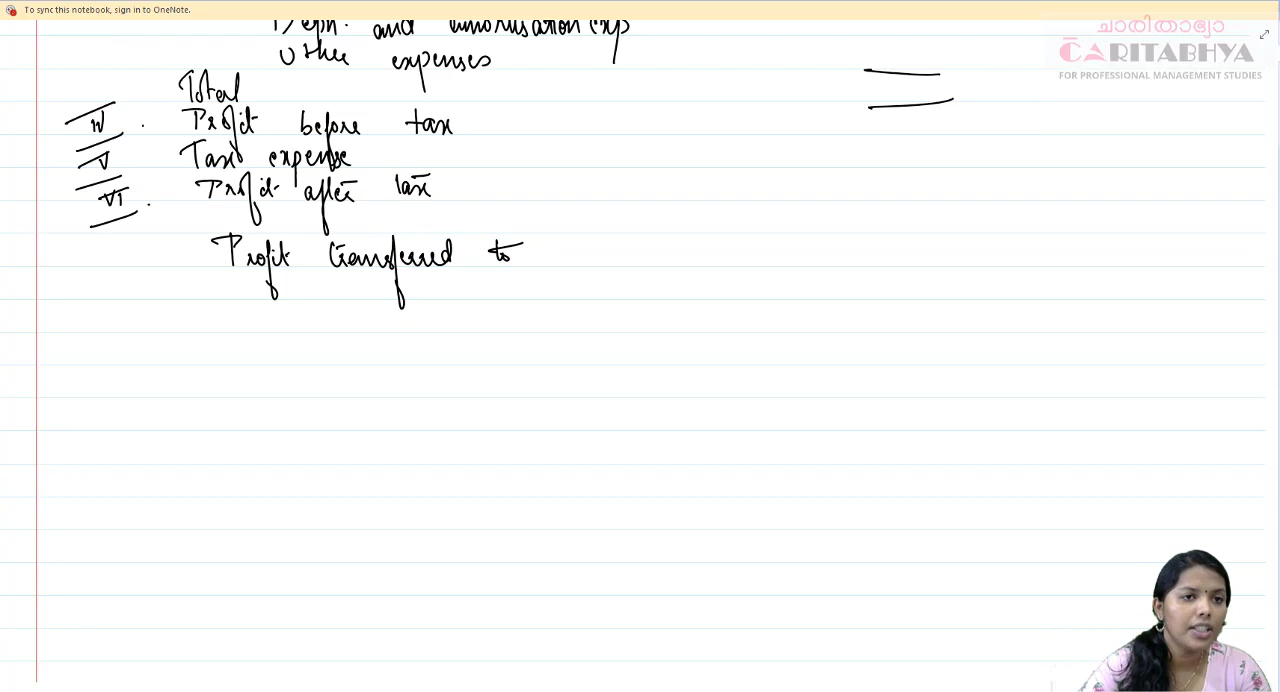 To sync this notebook, sign in to OneNote.
Depn. and amortisation exp
Other expenses
ചാരിതാഭ്യാ
CĀRITABHYA
FOR PROFESSIONAL MANAGEMENT STUDIES
Total
IV. Profit before tax
V Tax expense
VI. Profit after tax
Profit transferred to